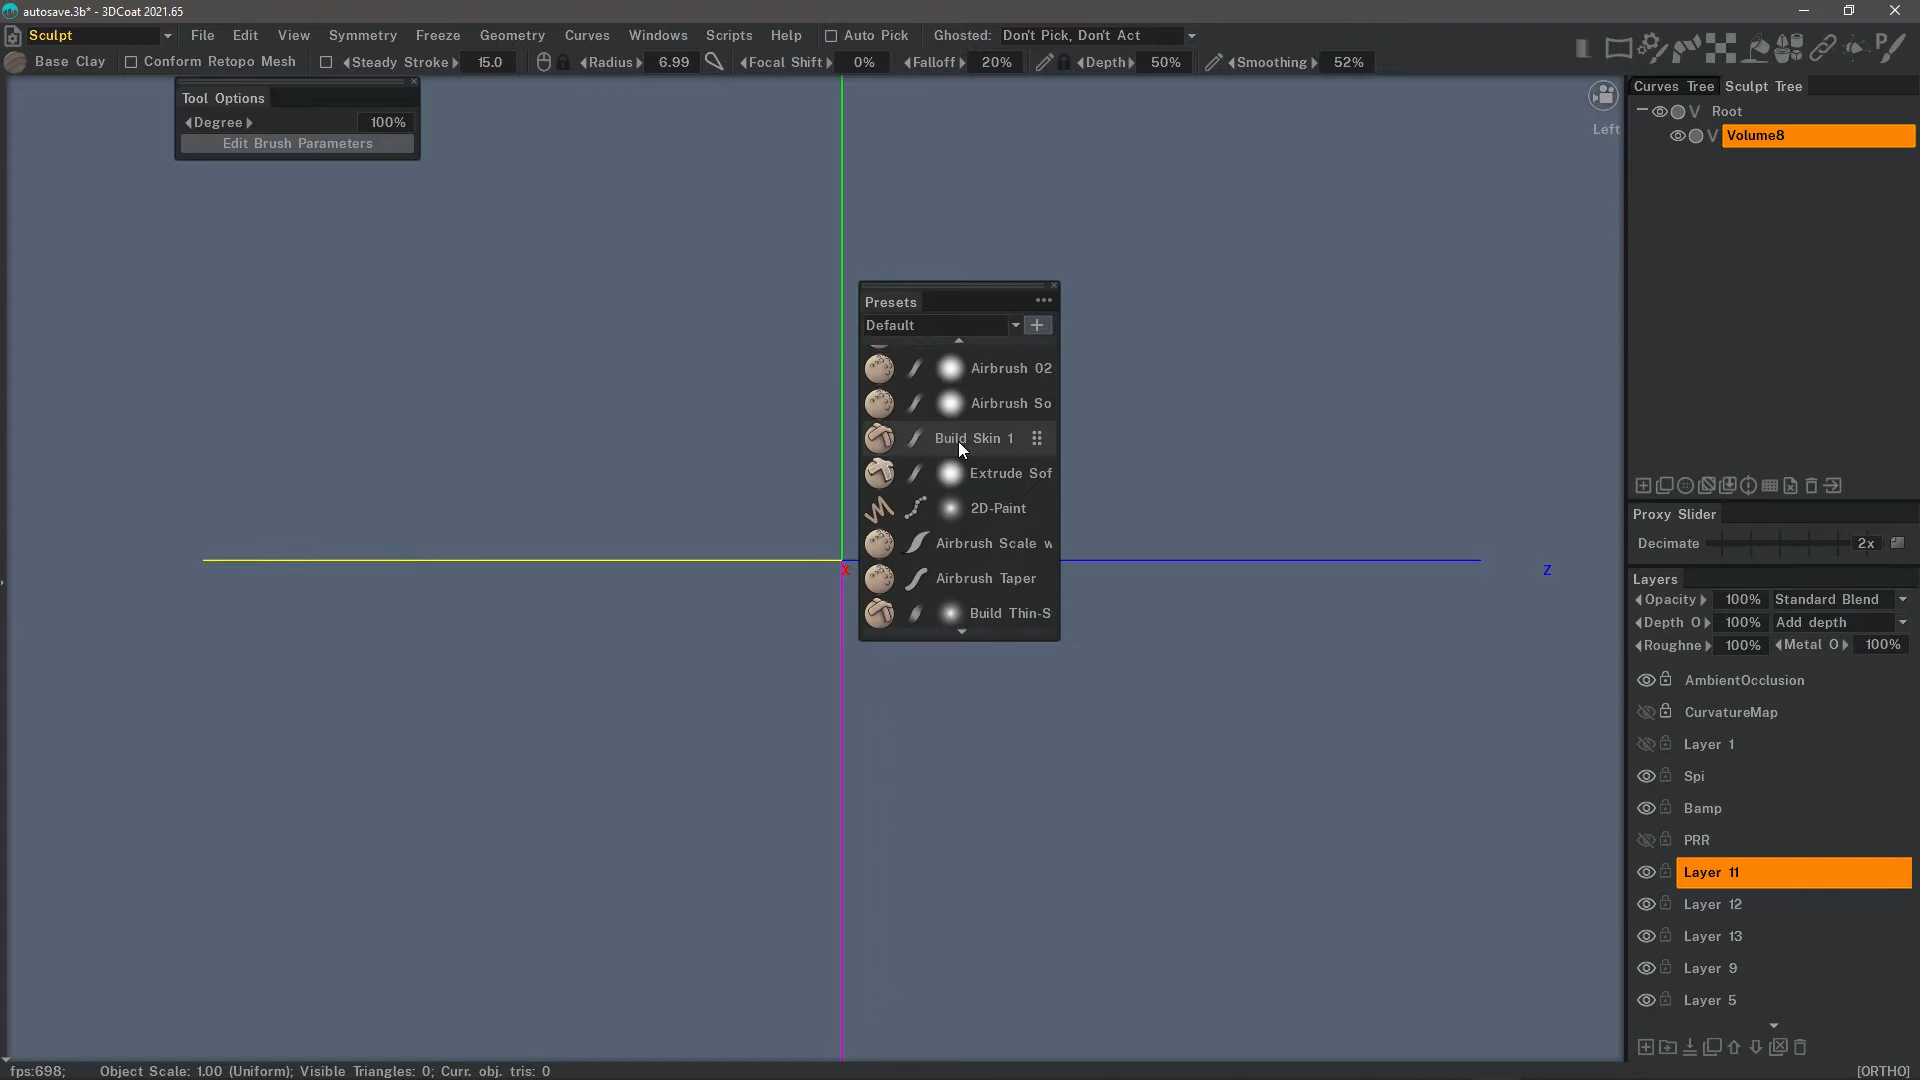 autosave.3b* - 3DCoat 2021.65
Sculpt File Edit View Symmetry Freeze Geometry Curves Windows Scripts Help Auto Pick Ghosted: Don't Pick, Don't Act
Base Clay Conform Retopo Mesh Steady Stroke 15.0 Radius 6.99 Focal Shift 0% Falloff 20% Depth 50% Smoothing 52%
Tool Options
Degree 100%
Edit Brush Parameters
Left
Presets
Default
Airbrush 02
Airbrush So
Build Skin 1
Extrude Sof
2D-Paint
Airbrush Scale w
Airbrush Taper
Build Thin-S
X
Z
Curves Tree Sculpt Tree
V Root
V Volume8
Proxy Slider
Decimate 2x
Layers
Opacity 100% Standard Blend
Depth O 100% Add depth
Roughne 100% Metal O 100%
AmbientOcclusion
CurvatureMap
Layer 1
Spi
Bamp
PRR
Layer 11
Layer 12
Layer 13
Layer 9
Layer 5
fps:698; Object Scale: 1.00 (Uniform); Visible Triangles: 0; Curr. obj. tris: 0 [ORTHO]